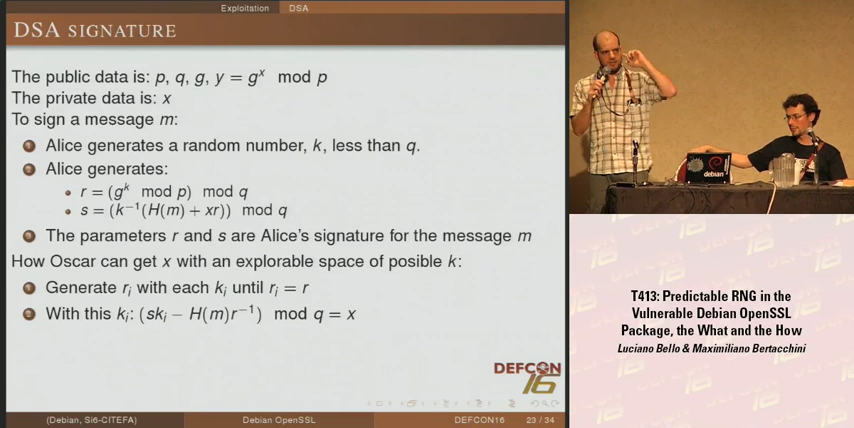 Exploitation DSA
DSA SIGNATURE
The public data is: p, q, g, y = g^x mod p
The private data is: x
To sign a message m:
Alice generates a random number, k, less than q.
Alice generates:
r = (g^k mod p) mod q
s = (k^−1(H(m) + xr)) mod q
The parameters r and s are Alice's signature for the message m
How Oscar can get x with an explorable space of posible k:
Generate r_i with each k_i until r_i = r
With this k_i: (sk_i − H(m)r^−1) mod q = x
DEFCON
16
(Debian, Si6-CITEFA) Debian OpenSSL DEFCON16 23 / 34
debian
T413: Predictable RNG in the
Vulnerable Debian OpenSSL
Package, the What and the How
Luciano Bello & Maximiliano Bertacchini